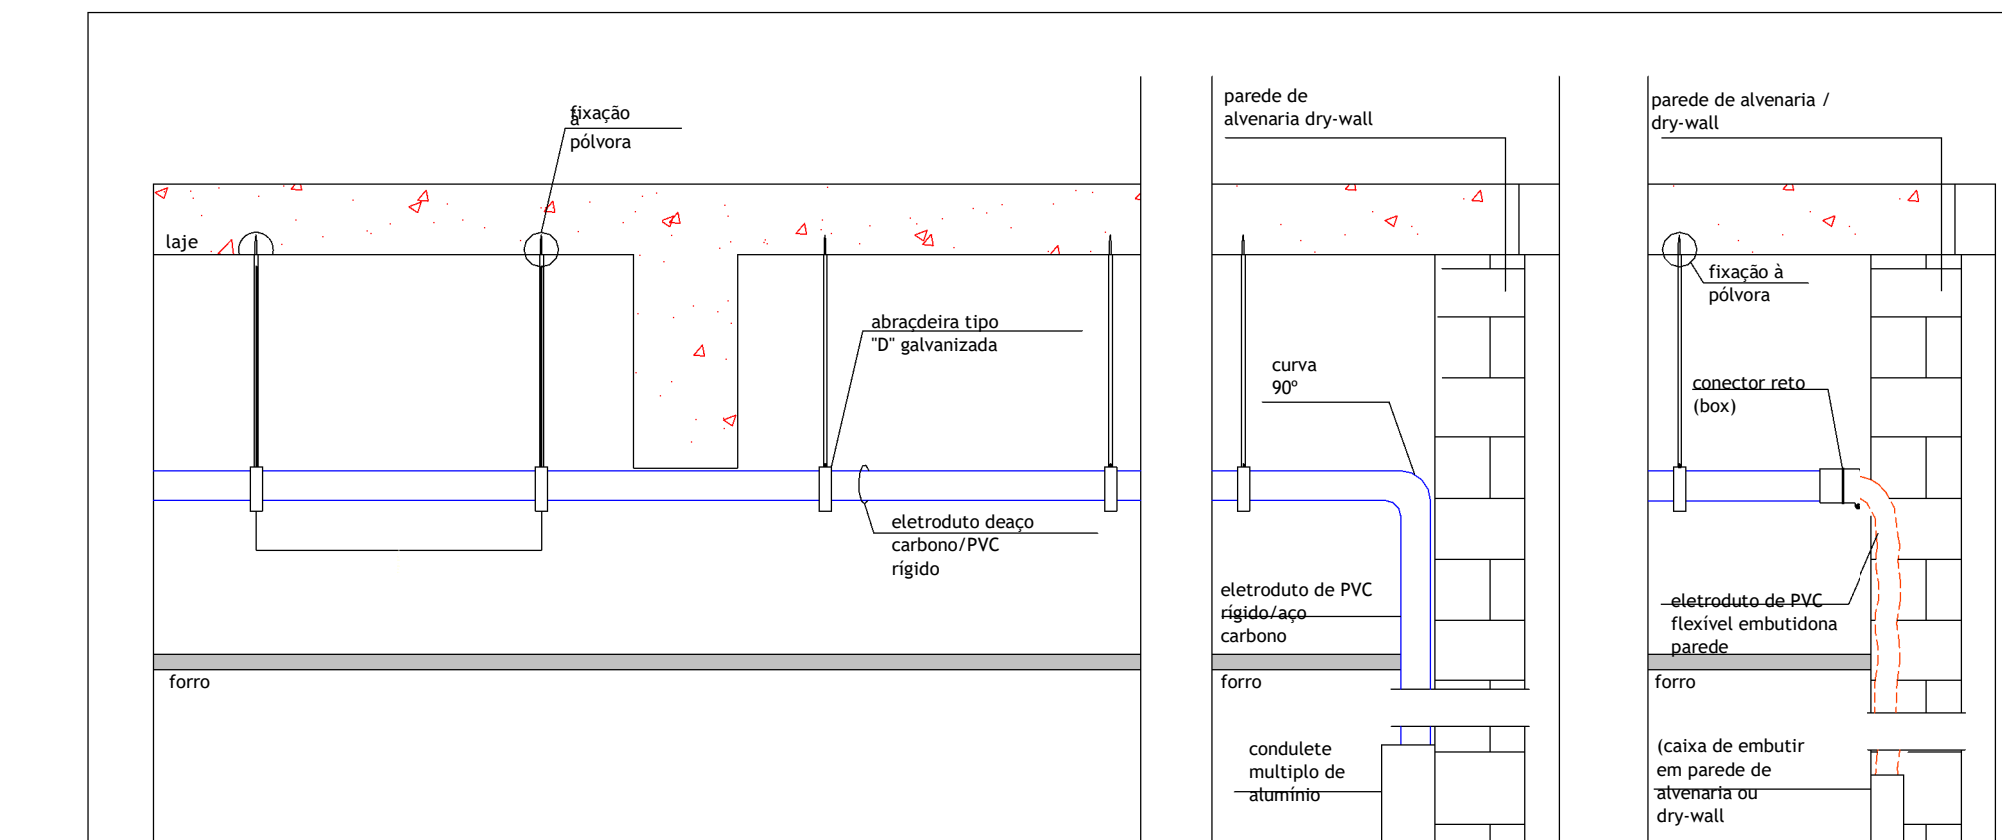 fixação
à
pólvora
laje
abraçdeira tipo
"D" galvanizada
eletroduto deaço
carbono/PVC
rígido
forro
parede de
alvenaria dry-wall
curva
90º
eletroduto de PVC
rígido/aço
carbono
forro
condulete
multiplo de
alumínio
parede de alvenaria /
dry-wall
fixação à
pólvora
conector reto
(box)
eletroduto de PVC
flexível embutidona
parede
forro
(caixa de embutir
em parede de
alvenaria ou
dry-wall